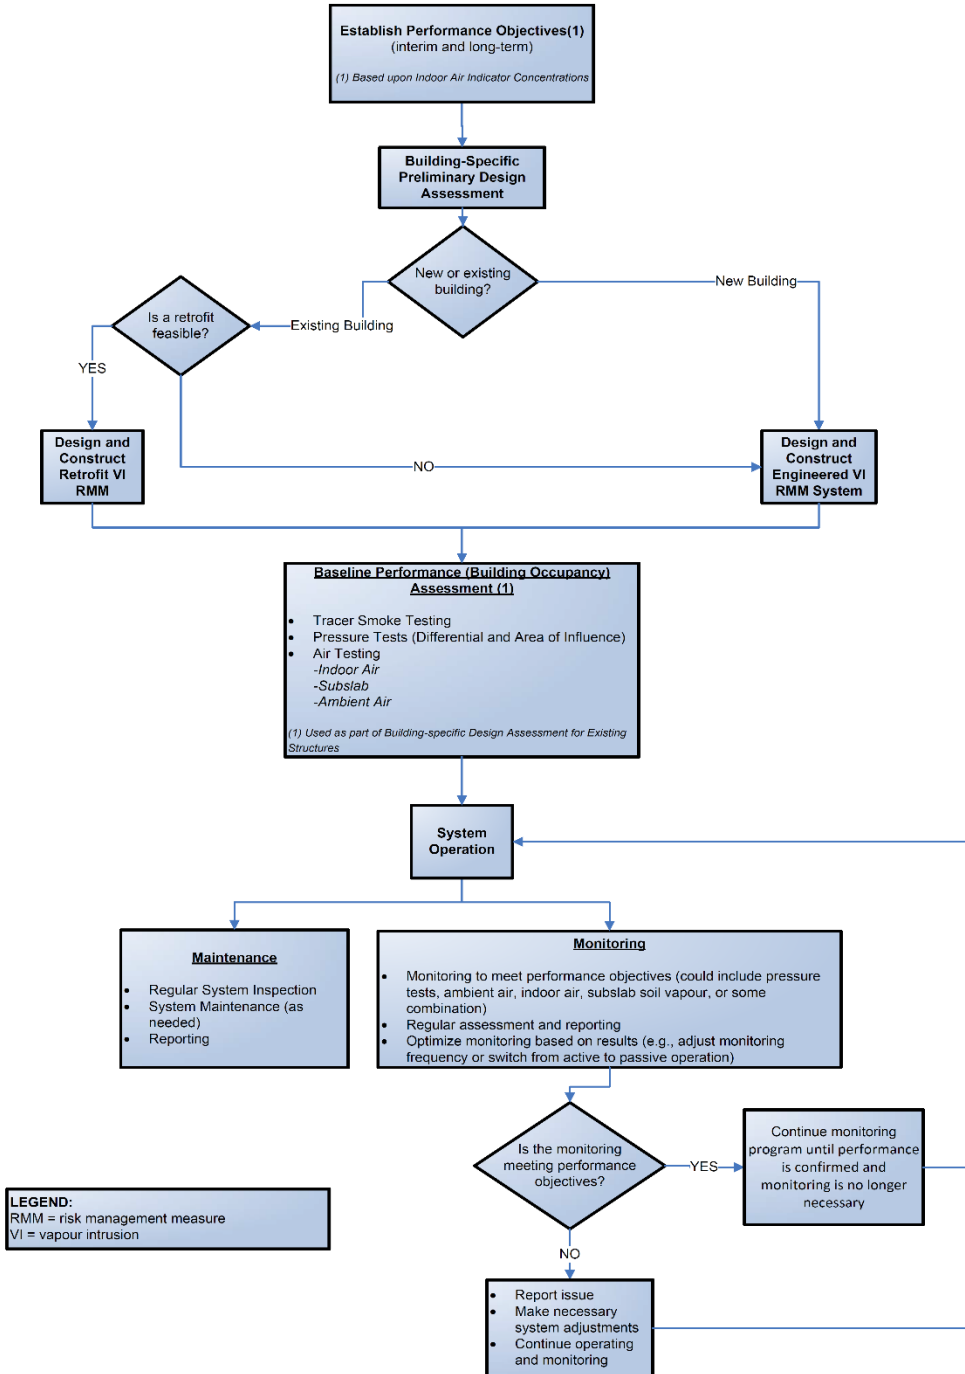 Establish Performance Objectives(1)
(interim and long-term)
(1) Based upon Indoor Air Indicator Concentrations
Building-Specific
Preliminary Design
Assessment
New or existing
building?
New Building
Existing Building
Is a retrofit
feasible?
YES
NO
Design and
Construct
Retrofit VI
RMM
Design and
Construct
Engineered VI
RMM System
Baseline Performance (Building Occupancy)
Assessment (1)
• Tracer Smoke Testing
• Pressure Tests (Differential and Area of Influence)
• Air Testing
-Indoor Air
-Subslab
-Ambient Air
(1) Used as part of Building-specific Design Assessment for Existing
Structures
System
Operation
Maintenance
• Regular System Inspection
• System Maintenance (as
needed)
• Reporting
Monitoring
• Monitoring to meet performance objectives (could include pressure
tests, ambient air, indoor air, subslab soil vapour, or some
combination)
• Regular assessment and reporting
• Optimize monitoring based on results (e.g., adjust monitoring
frequency or switch from active to passive operation)
Is the monitoring
meeting performance
objectives?
YES
Continue monitoring
program until performance
is confirmed and
monitoring is no longer
necessary
NO
• Report issue
• Make necessary
system adjustments
• Continue operating
and monitoring
LEGEND:
RMM = risk management measure
VI = vapour intrusion